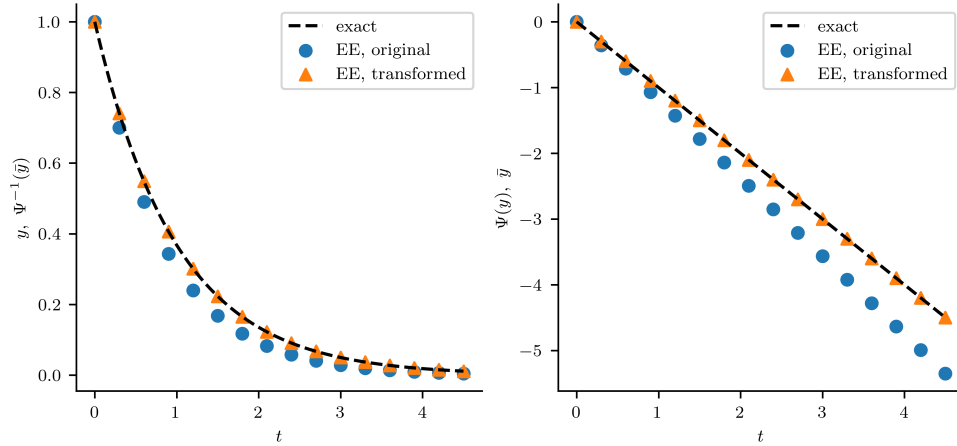 exact
EE, original
EE, transformed
1.0
0.8
0.6
0.4
0.2
0.0
y, Ψ⁻¹(ȳ)
0 1 2 3 4
t
exact
EE, original
EE, transformed
0
−1
−2
−3
−4
−5
Ψ(y), ȳ
0 1 2 3 4
t